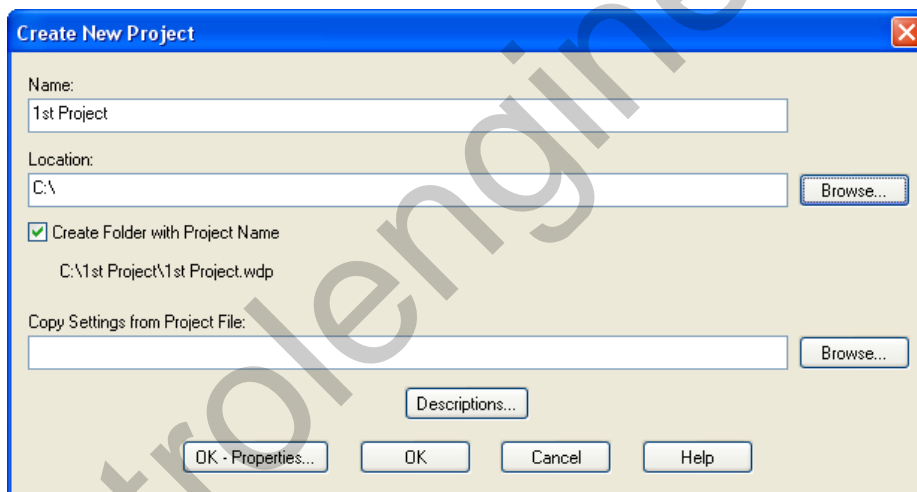 Create New Project
Name:
1st Project
Location:
C:\
Browse...
Create Folder with Project Name
C:\1st Project\1st Project.wdp
Copy Settings from Project File:
Browse...
Descriptions...
OK - Properties...
OK
Cancel
Help
trolengine